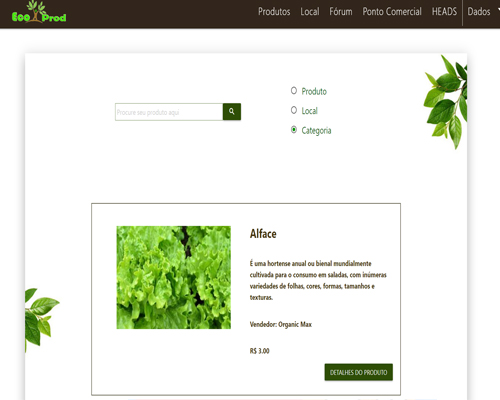 Eco Prod
Produtos Local Fórum Ponto Comercial HEADS Dados
Produto
Procure seu produto aqui
Local
Categoria
Alface
É uma hortense anual ou bienal mundialmente
cultivada para o consumo em saladas, com inúmeras
variedades de folhas, cores, formas, tamanhos e
texturas.
Vendedor: Organic Max
R$ 3.00
DETALHES DO PRODUTO